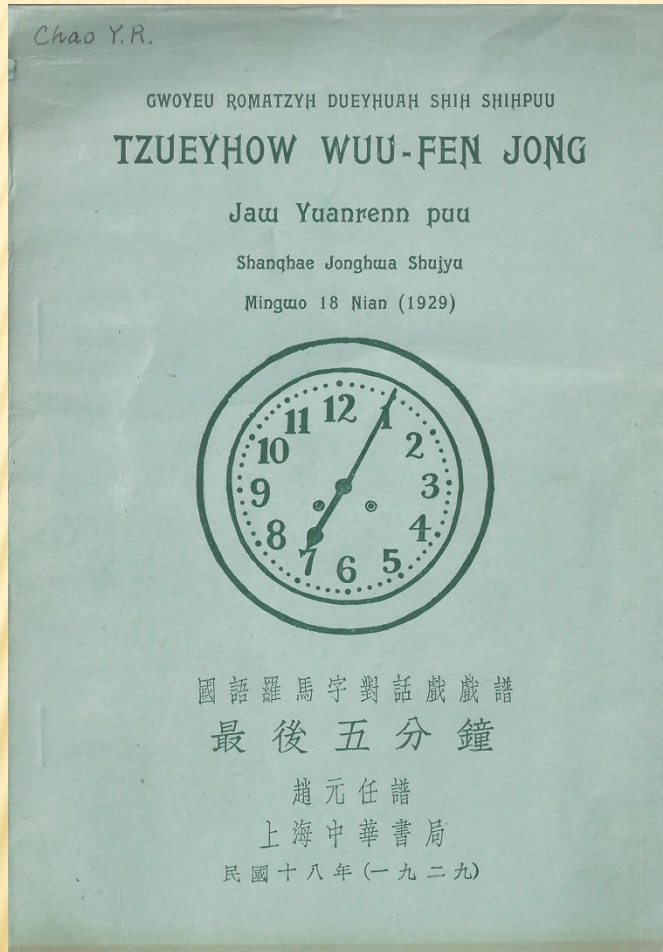 Chao Y.R.
GWOYEU ROMATZYH DUEYHUAH SHIH SHIHPUU
TZUEYHOW WUU-FEN JONG
Jaw Yuanrenn puu
Shanqhae Jonghwa Shujyu
Mingwo 18 Nian (1929)
12
11
1
10
2
9
3
8
4
7
5
6
國語羅馬字對話戲戲譜
最後五分鐘
趙元任譜
上海中華書局
民國十八年(一九二九)